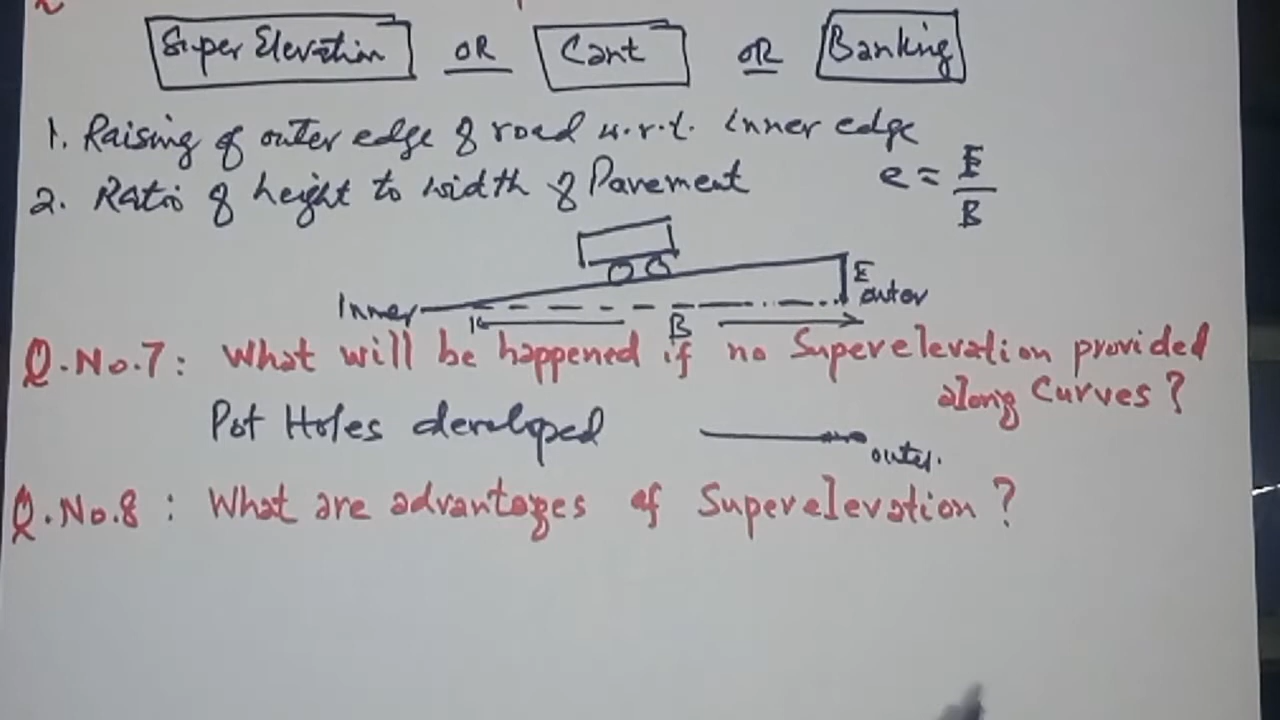 Super Elevation OR Cant OR Banking
1. Raising of outer edge of road w.r.t. inner edge
2. Ratio of height to width of Pavement e = E / B
E
Inner outer
B
Q.No.7: What will be happened if no Superelevation provided
along Curves?
Pot Holes developed
outer.
Q.No.8: What are advantages of Superelevation?